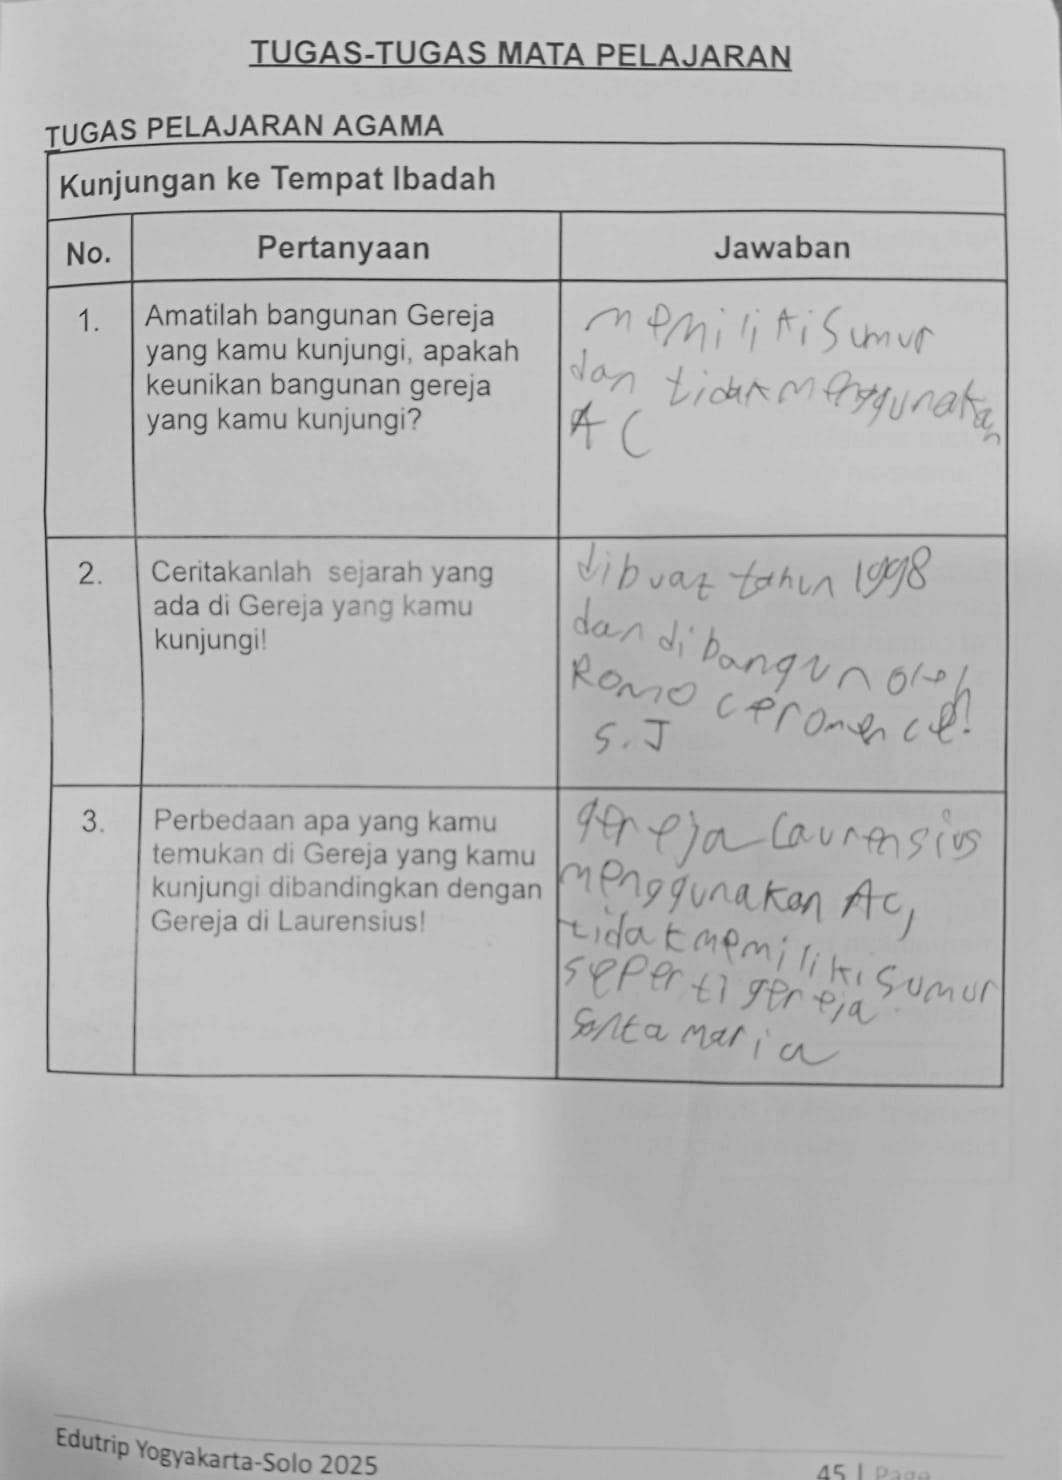 TUGAS-TUGAS MATA PELAJARAN
TUGAS PELAJARAN AGAMA
Kunjungan ke Tempat Ibadah
No.
Pertanyaan
Jawaban
1.
Amatilah bangunan Gereja
yang kamu kunjungi, apakah
keunikan bangunan gereja
yang kamu kunjungi?
memiliki sumur
dan tidak menggunakan
AC
2.
Ceritakanlah sejarah yang
ada di Gereja yang kamu
kunjungi!
dibuat tahun 1998
dan dibangun oleh
Romo
S.J
3.
Perbedaan apa yang kamu
temukan di Gereja yang kamu
kunjungi dibandingkan dengan
Gereja di Laurensius!
gereja Laurensius
menggunakan AC,
tidak memiliki sumur
seperti gereja
santa maria
Edutrip Yogyakarta-Solo 2025
45 | Page